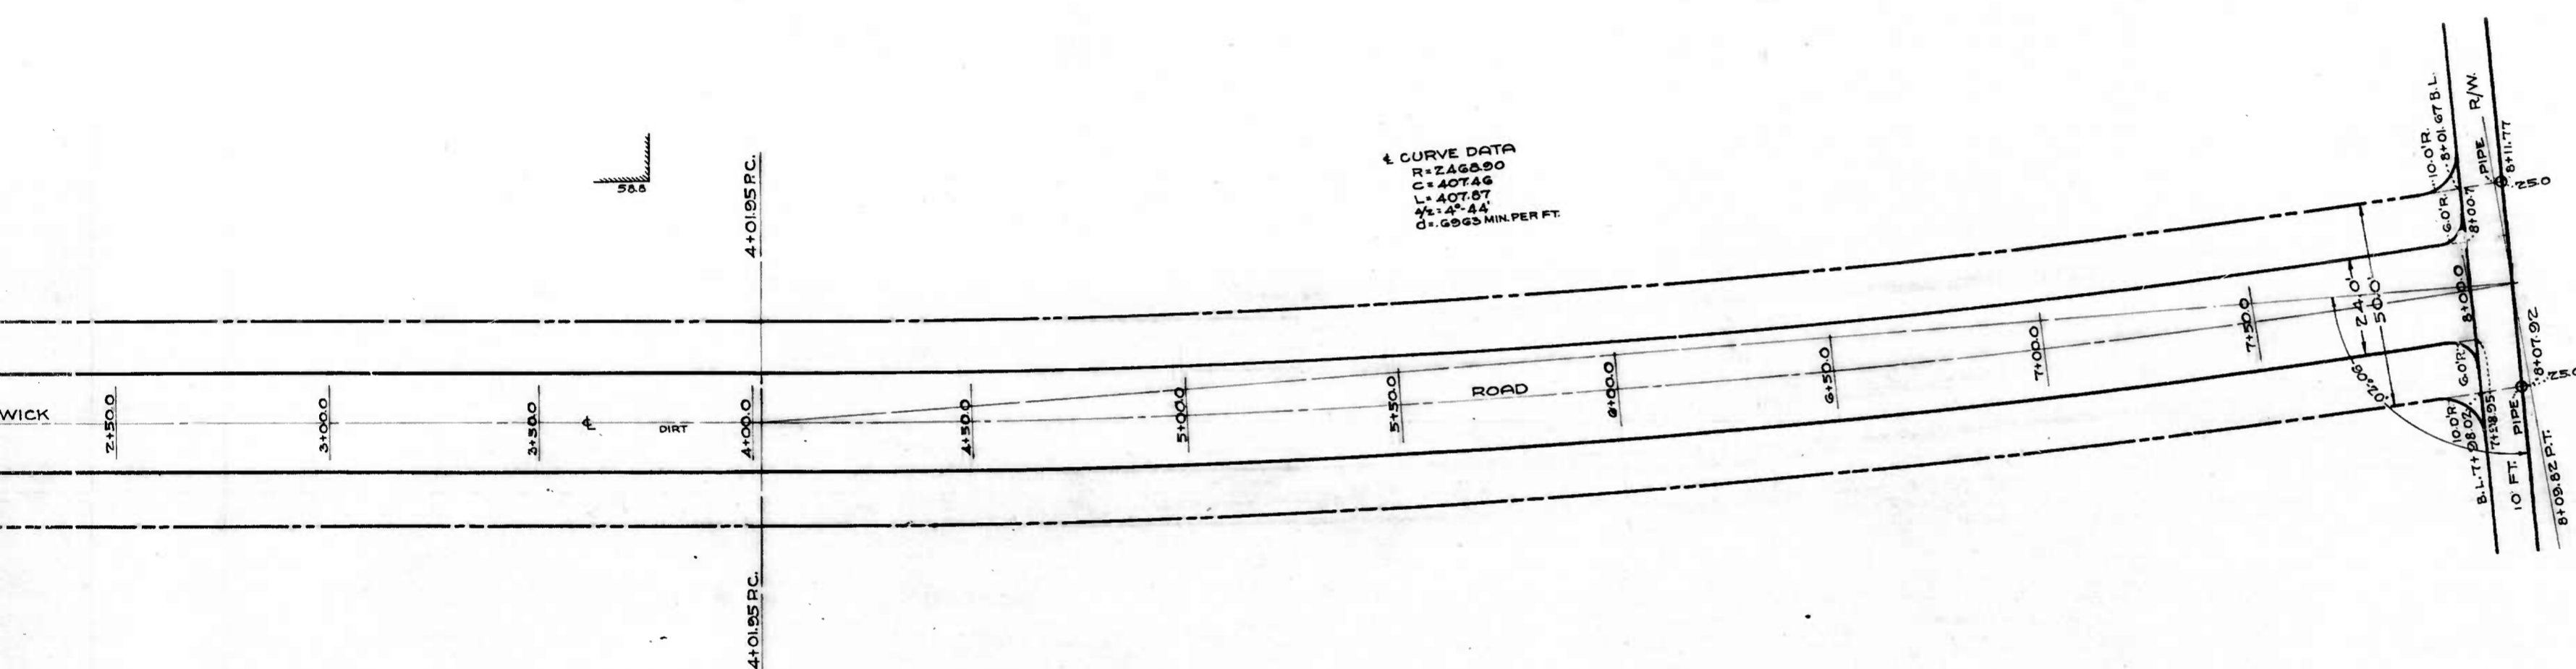 WICK
2+50.0
3+00.0
3+50.0
℄
DIRT
4+00.0
4+01.95 P.C.
4+01.95 P.C.
58.8
4+50.0
5+00.0
5+50.0
ROAD
6+00.0
6+50.0
7+00.0
7+50.0
8+00.0
℄ CURVE DATA
R=2468.90
C=407.46
L=407.87
Δ/2=4°-44'
d=.6963 MIN. PER FT.
24.0'
50.0'
10.0'R.
8+01.67 B.L.
6.0'R.
8+00.7
PIPE
R/W.
8+11.77
25.0
6.0'R.
10.0'R.
B.L. 7+98.02
10 FT.
PIPE
8+07.92
25.0
8+09.82 P.T.